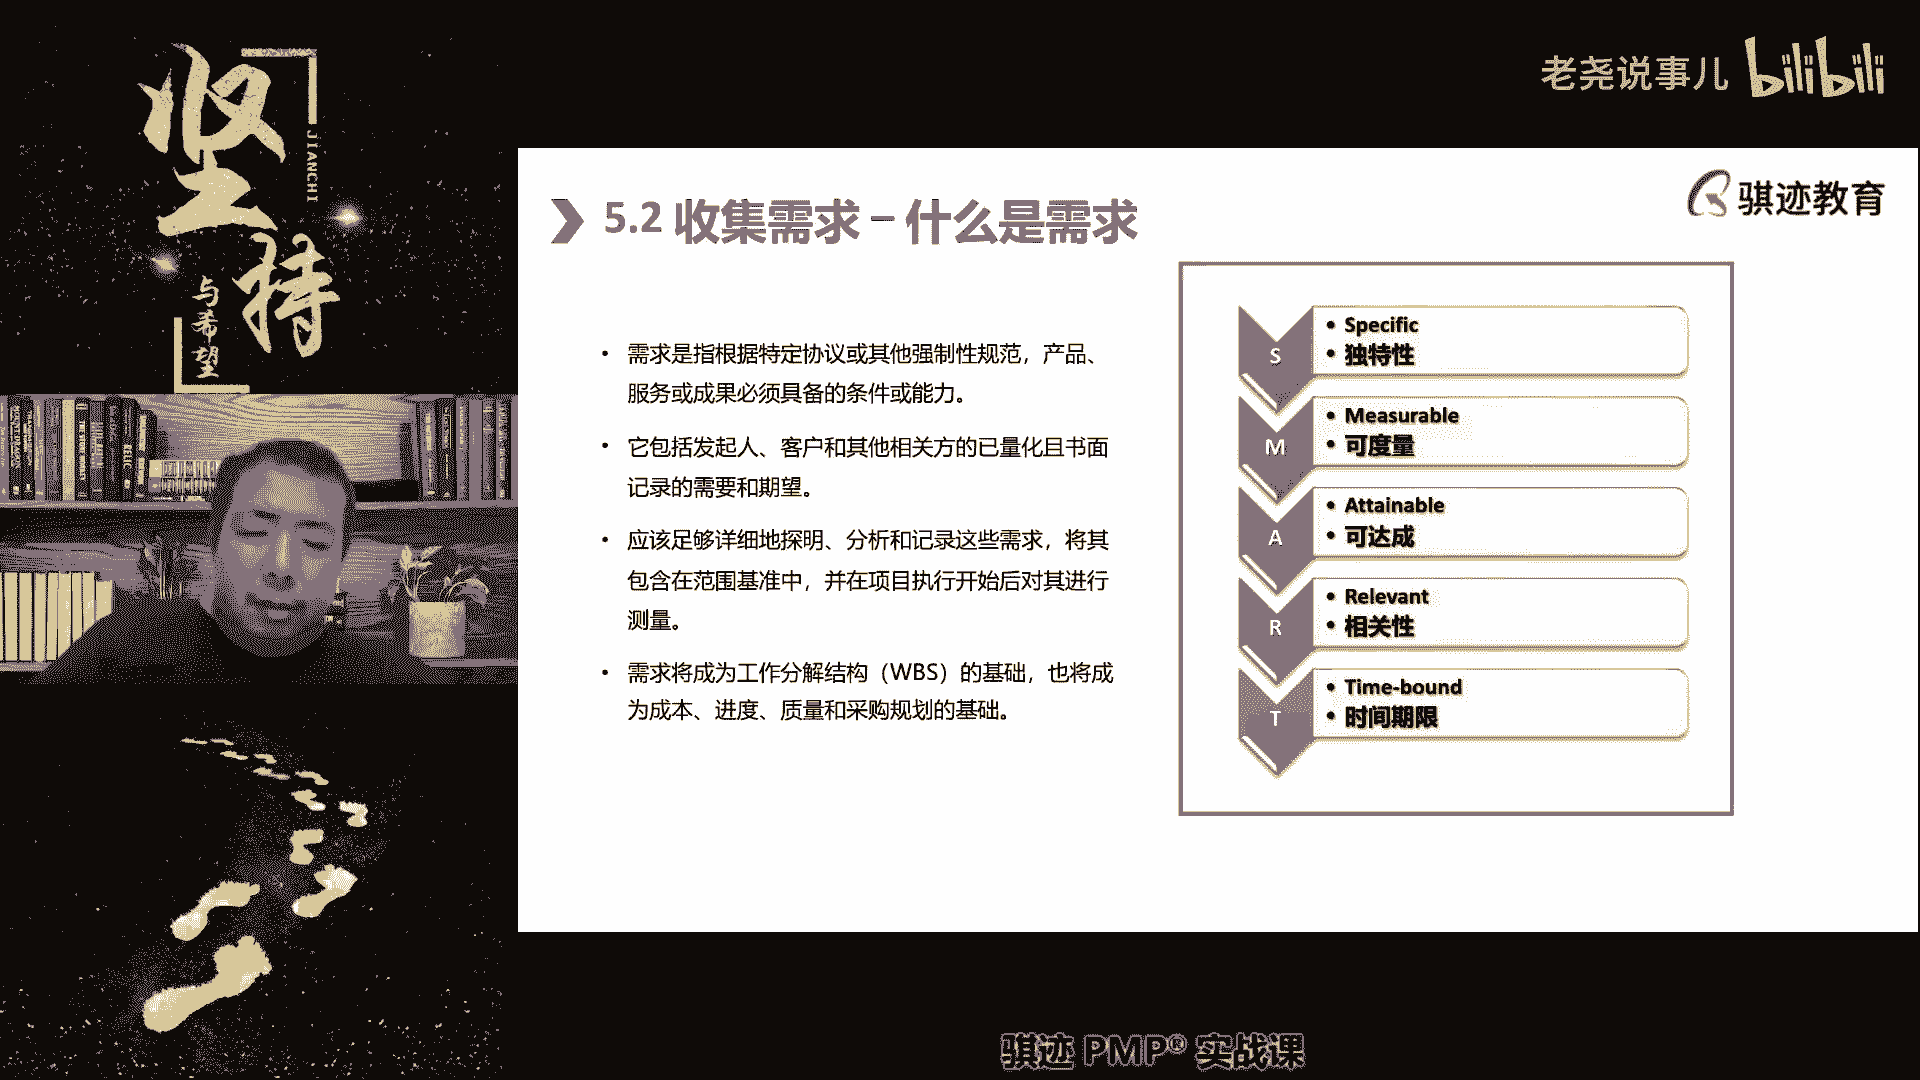 坚持
JIANCHI
与希望
老尧说事儿 bilibili
骐迹教育
5.2 收集需求 – 什么是需求
• 需求是指根据特定协议或其他强制性规范，产品、
服务或成果必须具备的条件或能力。
• 它包括发起人、客户和其他相关方的已量化且书面
记录的需要和期望。
• 应该足够详细地探明、分析和记录这些需求，将其
包含在范围基准中，并在项目执行开始后对其进行
测量。
• 需求将成为工作分解结构（WBS）的基础，也将成
为成本、进度、质量和采购规划的基础。
S
• Specific
• 独特性
M
• Measurable
• 可度量
A
• Attainable
• 可达成
R
• Relevant
• 相关性
T
• Time-bound
• 时间期限
骐迹 PMP® 实战课